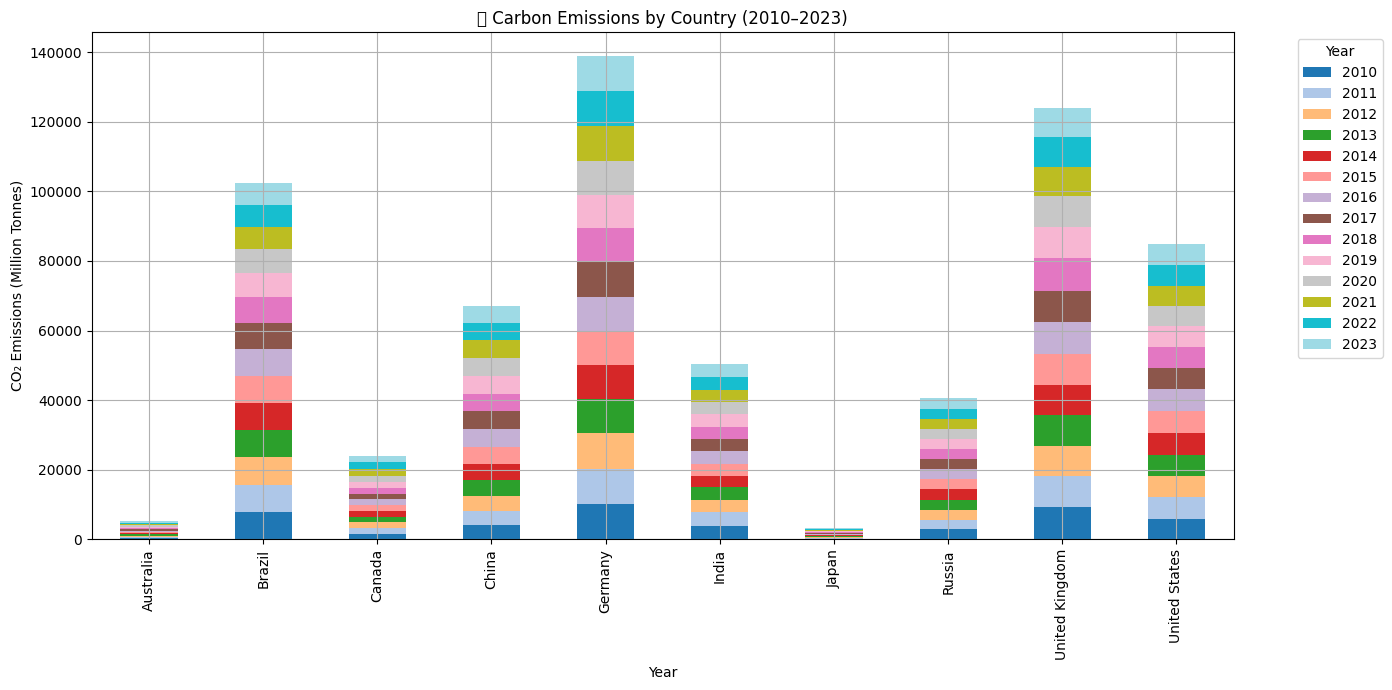 ▯ Carbon Emissions by Country (2010–2023)
CO₂ Emissions (Million Tonnes)
140000
120000
100000
80000
60000
40000
20000
0
Australia
Brazil
Canada
China
Germany
India
Japan
Russia
United Kingdom
United States
Year
Year
2010
2011
2012
2013
2014
2015
2016
2017
2018
2019
2020
2021
2022
2023